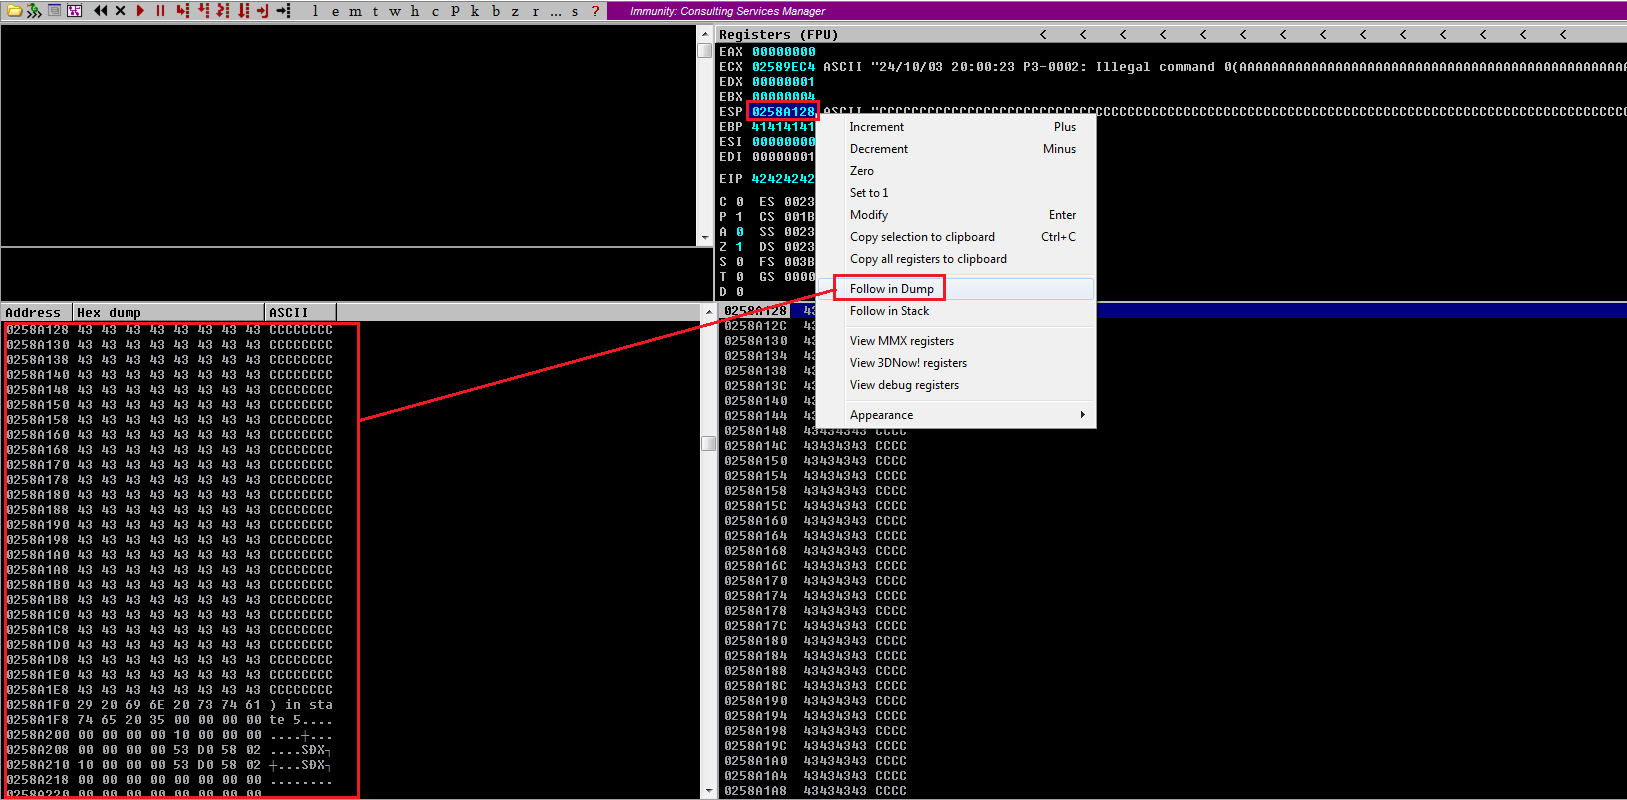 l e m t w h c p k b z r ... s ? Immunity: Consulting Services Manager
Registers (FPU) < < < < < < < < < < < < < <
EAX 00000000
ECX 02589EC4 ASCII "24/10/03 20:00:23 P3-0002: Illegal command 0(AAAAAAAAAAAAAAAAAAAAAAAAAAAAAAAAAAAAAAAAAAAAAAAAA
EDX 00000001
EBX 00000004
ESP 0258A128 ASCII "CCCCCCCCCCCCCCCCCCCCCCCCCCCCCCCCCCCCCCCCCCCCCCCCCCCCCCCCCCCCCCCCCCCCCCCCCCCCCCCCCCCCCCCCCCCCCC
EBP 41414141
ESI 00000000
EDI 00000001
EIP 42424242
C 0 ES 0023
P 1 CS 001B
A 0 SS 0023
Z 1 DS 0023
S 0 FS 003B
T 0 GS 0000
D 0
Increment Plus
Decrement Minus
Zero
Set to 1
Modify Enter
Copy selection to clipboard Ctrl+C
Copy all registers to clipboard
Follow in Dump
Follow in Stack
View MMX registers
View 3DNow! registers
View debug registers
Appearance
Address Hex dump ASCII
0258A128 43 43 43 43 43 43 43 43 CCCCCCCC
0258A130 43 43 43 43 43 43 43 43 CCCCCCCC
0258A138 43 43 43 43 43 43 43 43 CCCCCCCC
0258A140 43 43 43 43 43 43 43 43 CCCCCCCC
0258A148 43 43 43 43 43 43 43 43 CCCCCCCC
0258A150 43 43 43 43 43 43 43 43 CCCCCCCC
0258A158 43 43 43 43 43 43 43 43 CCCCCCCC
0258A160 43 43 43 43 43 43 43 43 CCCCCCCC
0258A168 43 43 43 43 43 43 43 43 CCCCCCCC
0258A170 43 43 43 43 43 43 43 43 CCCCCCCC
0258A178 43 43 43 43 43 43 43 43 CCCCCCCC
0258A180 43 43 43 43 43 43 43 43 CCCCCCCC
0258A188 43 43 43 43 43 43 43 43 CCCCCCCC
0258A190 43 43 43 43 43 43 43 43 CCCCCCCC
0258A198 43 43 43 43 43 43 43 43 CCCCCCCC
0258A1A0 43 43 43 43 43 43 43 43 CCCCCCCC
0258A1A8 43 43 43 43 43 43 43 43 CCCCCCCC
0258A1B0 43 43 43 43 43 43 43 43 CCCCCCCC
0258A1B8 43 43 43 43 43 43 43 43 CCCCCCCC
0258A1C0 43 43 43 43 43 43 43 43 CCCCCCCC
0258A1C8 43 43 43 43 43 43 43 43 CCCCCCCC
0258A1D0 43 43 43 43 43 43 43 43 CCCCCCCC
0258A1D8 43 43 43 43 43 43 43 43 CCCCCCCC
0258A1E0 43 43 43 43 43 43 43 43 CCCCCCCC
0258A1E8 43 43 43 43 43 43 43 43 CCCCCCCC
0258A1F0 29 20 69 6E 20 73 74 61 ) in sta
0258A1F8 74 65 20 35 00 00 00 00 te 5....
0258A200 00 00 00 00 10 00 00 00 ....┼...
0258A208 00 00 00 00 53 D0 58 02 ....SÐX┐
0258A210 10 00 00 00 53 D0 58 02 ┼...SÐX┐
0258A218 00 00 00 00 00 00 00 00 ........
0258A220 00 00 00 00 00 00 00 00
0258A128 43
0258A12C 43
0258A130 43
0258A134 43
0258A138 43
0258A13C 43
0258A140 43
0258A144 43
0258A148 43434343 CCCC
0258A14C 43434343 CCCC
0258A150 43434343 CCCC
0258A154 43434343 CCCC
0258A158 43434343 CCCC
0258A15C 43434343 CCCC
0258A160 43434343 CCCC
0258A164 43434343 CCCC
0258A168 43434343 CCCC
0258A16C 43434343 CCCC
0258A170 43434343 CCCC
0258A174 43434343 CCCC
0258A178 43434343 CCCC
0258A17C 43434343 CCCC
0258A180 43434343 CCCC
0258A184 43434343 CCCC
0258A188 43434343 CCCC
0258A18C 43434343 CCCC
0258A190 43434343 CCCC
0258A194 43434343 CCCC
0258A198 43434343 CCCC
0258A19C 43434343 CCCC
0258A1A0 43434343 CCCC
0258A1A4 43434343 CCCC
0258A1A8 43434343 CCCC